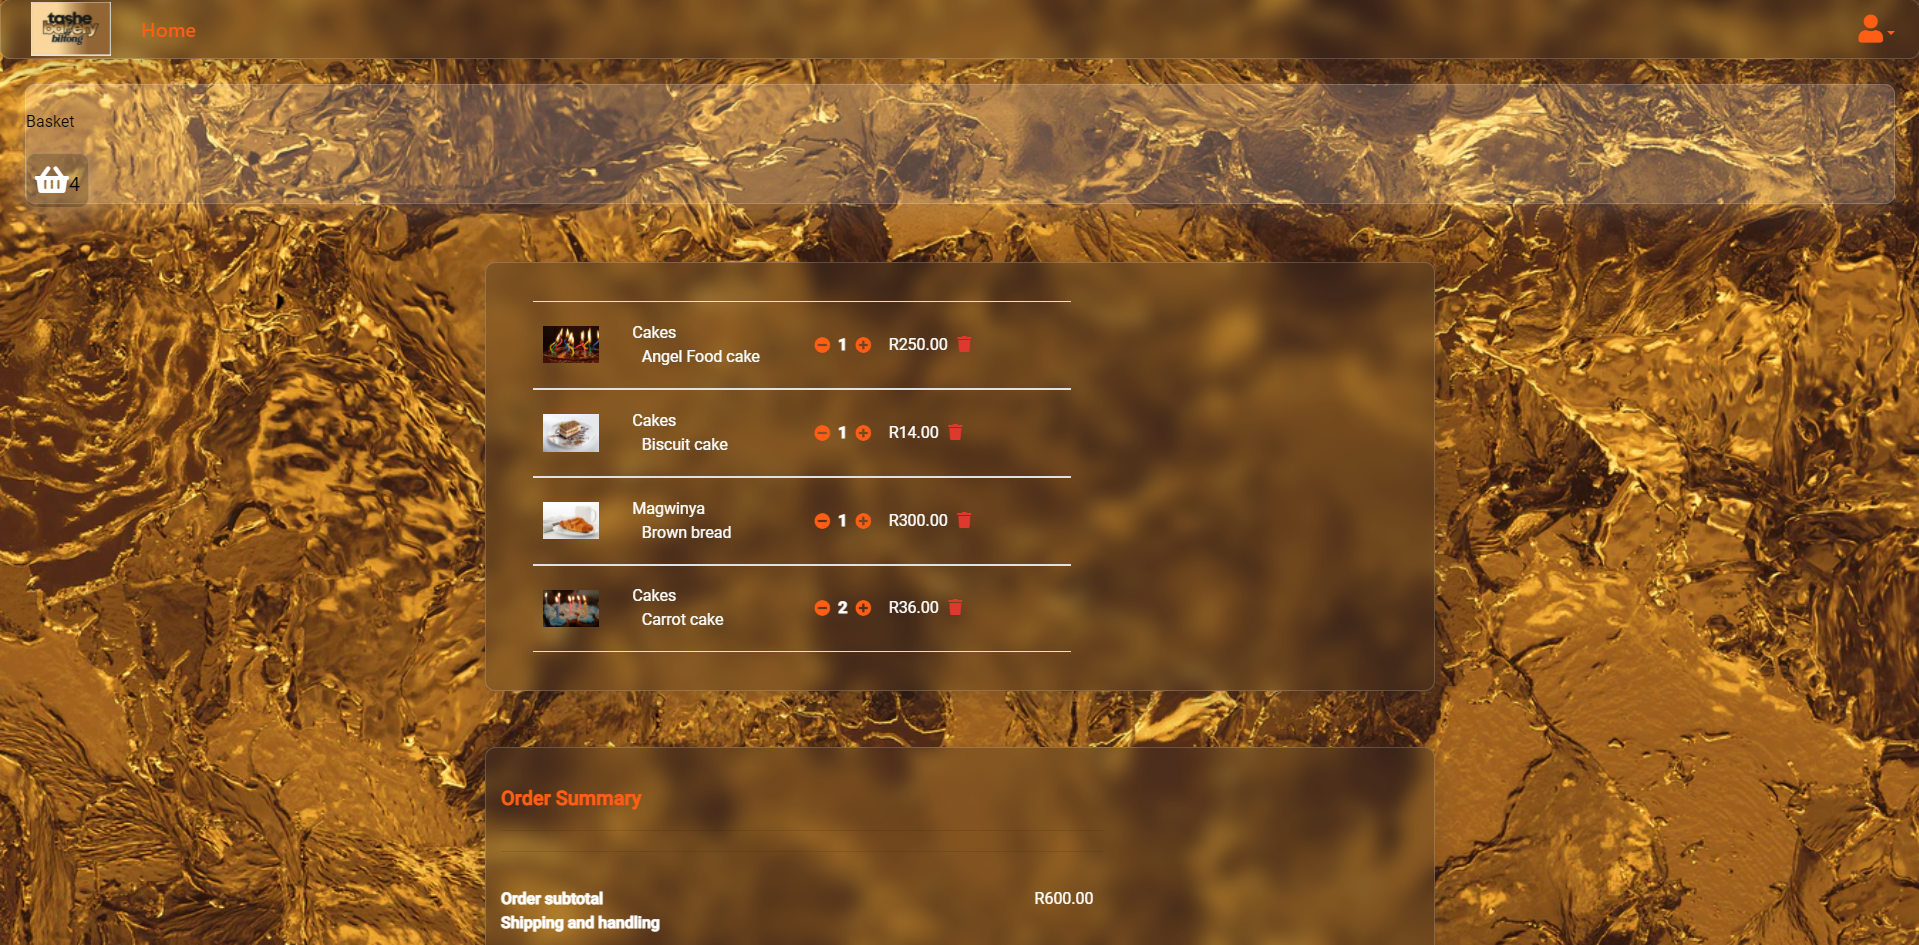 tashe
bakery
biltong
Home
Basket
4
Cakes
Angel Food cake
1 R250.00
Cakes
Biscuit cake
1 R14.00
Magwinya
Brown bread
1 R300.00
Cakes
Carrot cake
2 R36.00
Order Summary
Order subtotal R600.00
Shipping and handling